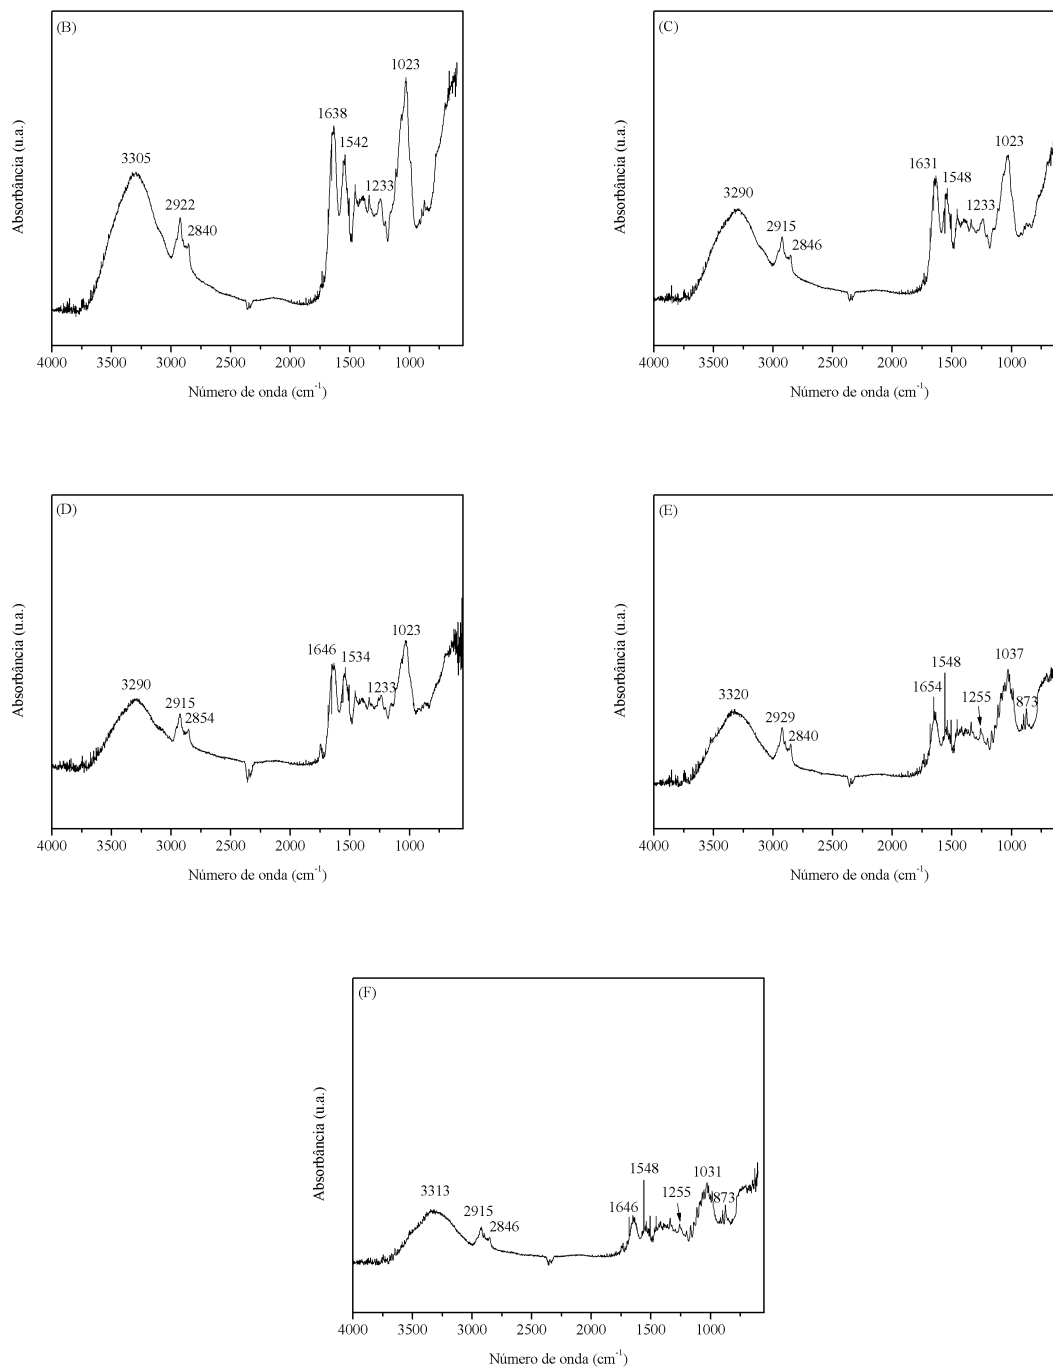 (B)
1023
1638
1542
3305
1233
2922
2840
Absorbância (u.a.)
4000 3500 3000 2500 2000 1500 1000
Número de onda (cm-1)
(C)
1023
1631
1548
3290
1233
2915
2846
Absorbância (u.a.)
4000 3500 3000 2500 2000 1500 1000
Número de onda (cm-1)
(D)
1023
1646
1534
3290
1233
2915
2854
Absorbância (u.a.)
4000 3500 3000 2500 2000 1500 1000
Número de onda (cm-1)
(E)
1037
1548
1654
1255
873
3320
2929
2840
Absorbância (u.a.)
4000 3500 3000 2500 2000 1500 1000
Número de onda (cm-1)
(F)
1548
1031
3313
1255
873
1646
2915
2846
Absorbância (u.a.)
4000 3500 3000 2500 2000 1500 1000
Número de onda (cm-1)